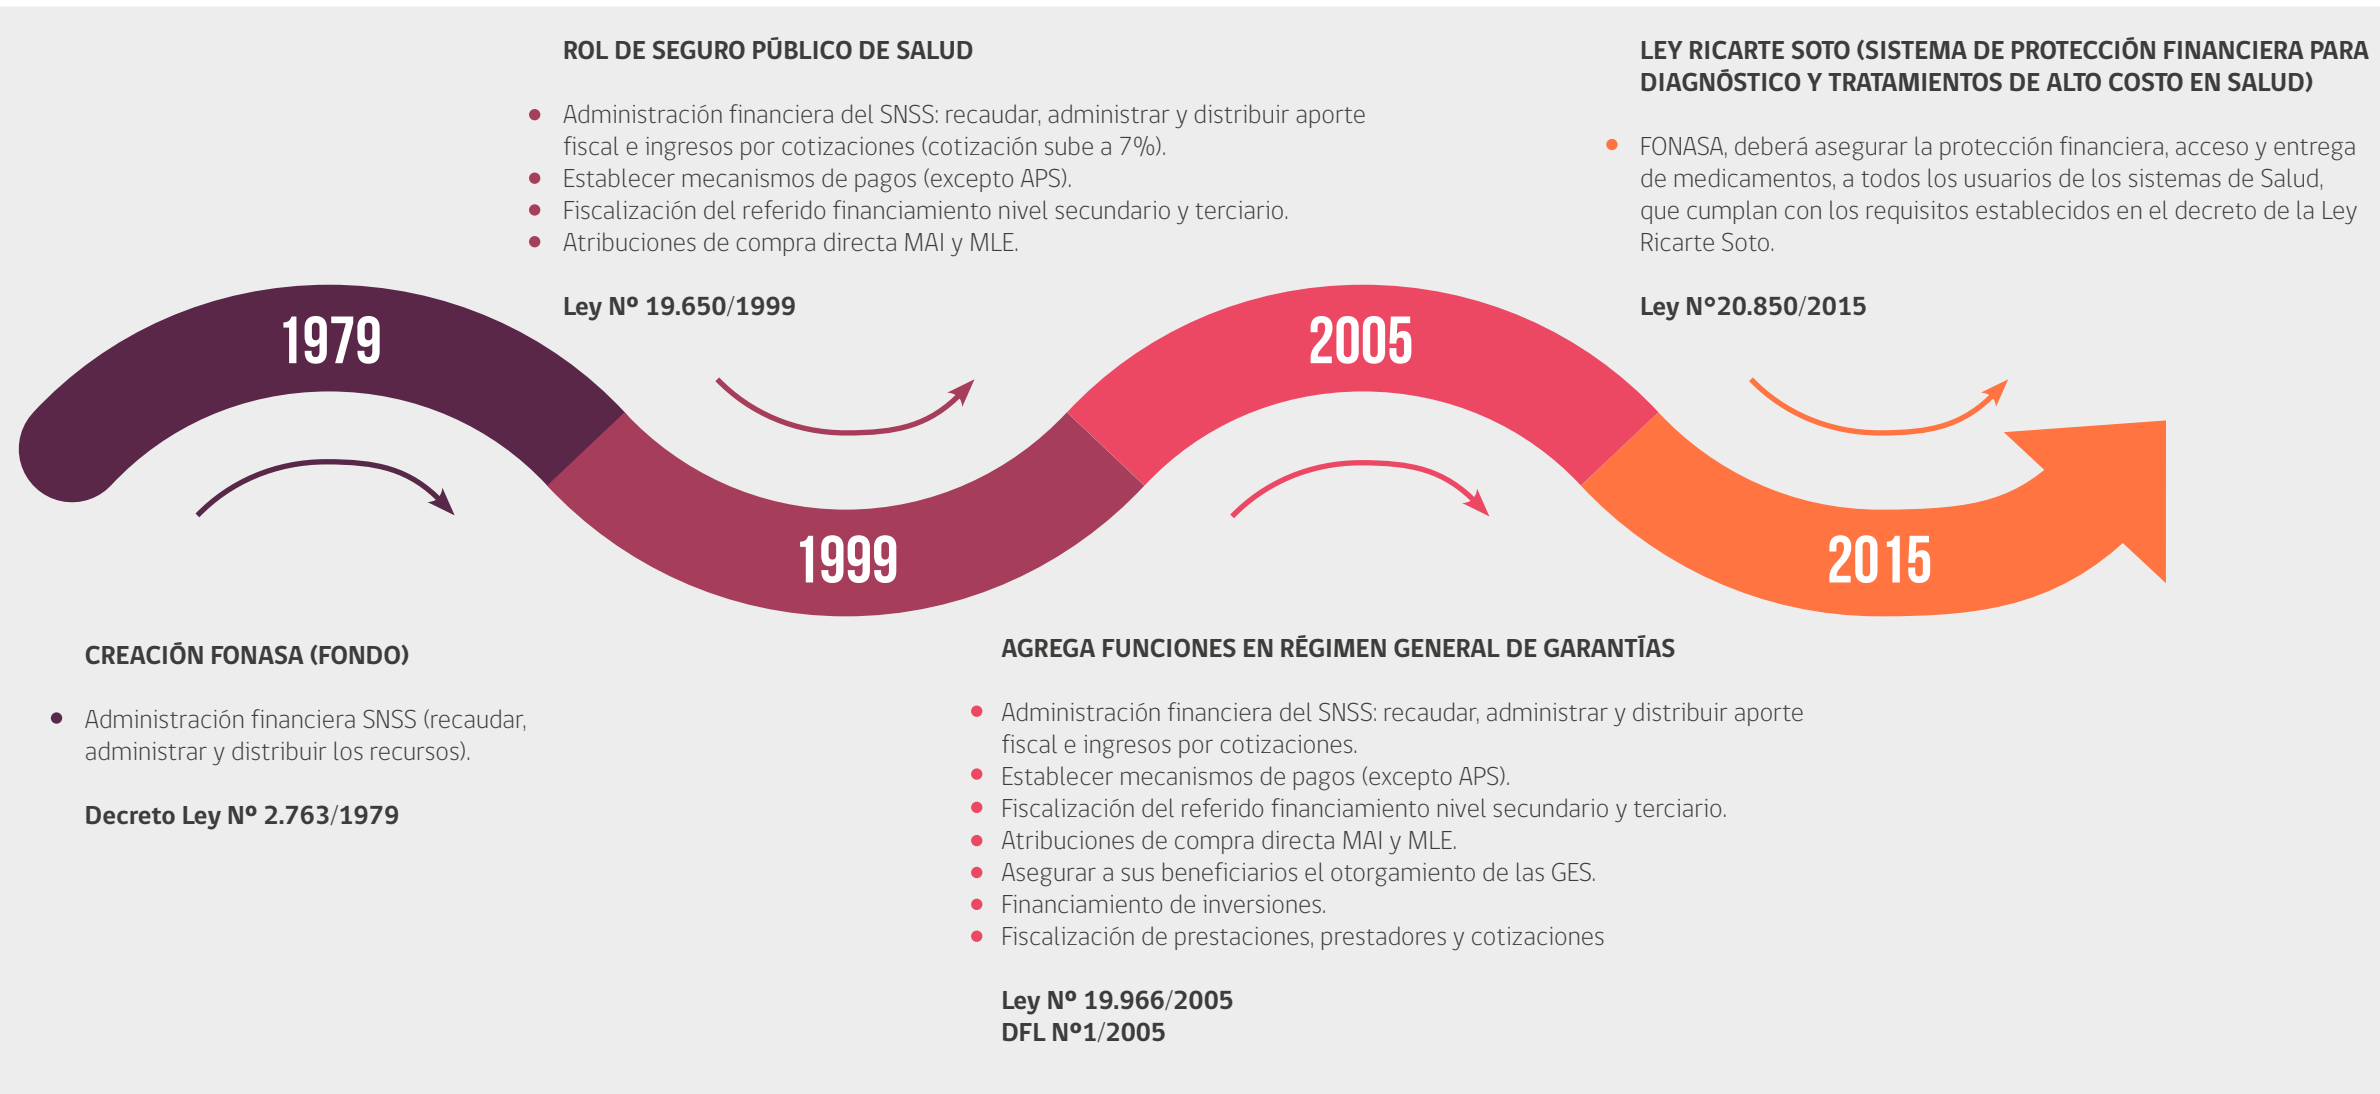 1979
CREACIÓN FONASA (FONDO)
Administración financiera SNSS (recaudar,
administrar y distribuir los recursos).
Decreto Ley Nº 2.763/1979
ROL DE SEGURO PÚBLICO DE SALUD
Administración financiera del SNSS: recaudar, administrar y distribuir aporte
fiscal e ingresos por cotizaciones (cotización sube a 7%).
Establecer mecanismos de pagos (excepto APS).
Fiscalización del referido financiamiento nivel secundario y terciario.
Atribuciones de compra directa MAI y MLE.
Ley Nº 19.650/1999
1999
2005
AGREGA FUNCIONES EN RÉGIMEN GENERAL DE GARANTÍAS
Administración financiera del SNSS: recaudar, administrar y distribuir aporte
fiscal e ingresos por cotizaciones.
Establecer mecanismos de pagos (excepto APS).
Fiscalización del referido financiamiento nivel secundario y terciario.
Atribuciones de compra directa MAI y MLE.
Asegurar a sus beneficiarios el otorgamiento de las GES.
Financiamiento de inversiones.
Fiscalización de prestaciones, prestadores y cotizaciones
Ley Nº 19.966/2005
DFL Nº1/2005
LEY RICARTE SOTO (SISTEMA DE PROTECCIÓN FINANCIERA PARA
DIAGNÓSTICO Y TRATAMIENTOS DE ALTO COSTO EN SALUD)
FONASA, deberá asegurar la protección financiera, acceso y entrega
de medicamentos, a todos los usuarios de los sistemas de Salud,
que cumplan con los requisitos establecidos en el decreto de la Ley
Ricarte Soto.
Ley N°20.850/2015
2015